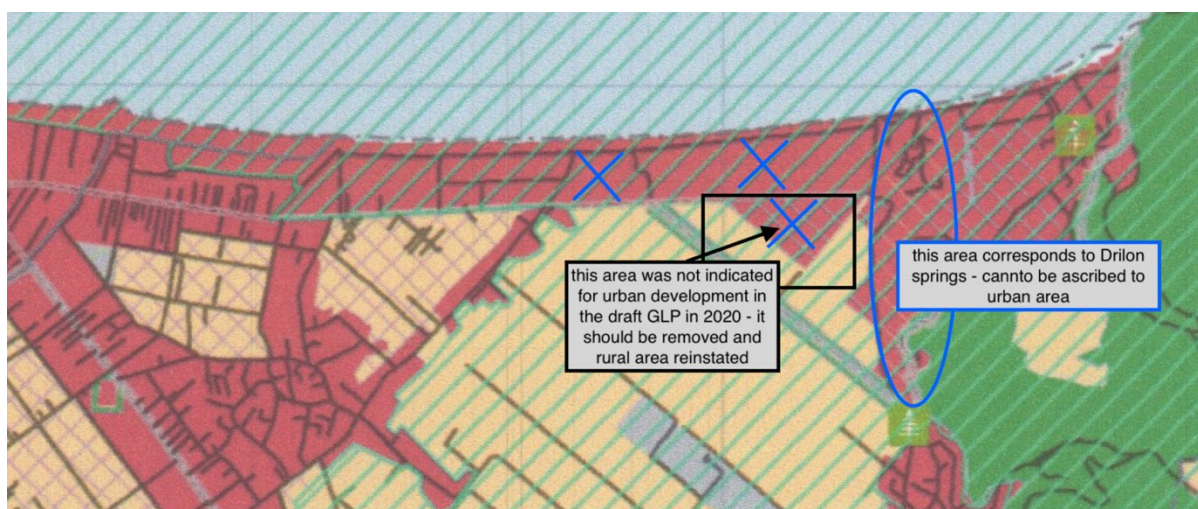 this area was not indicated
for urban development in
the draft GLP in 2020 - it
should be removed and
rural area reinstated
this area corresponds to Drilon
springs - cannto be ascribed to
urban area